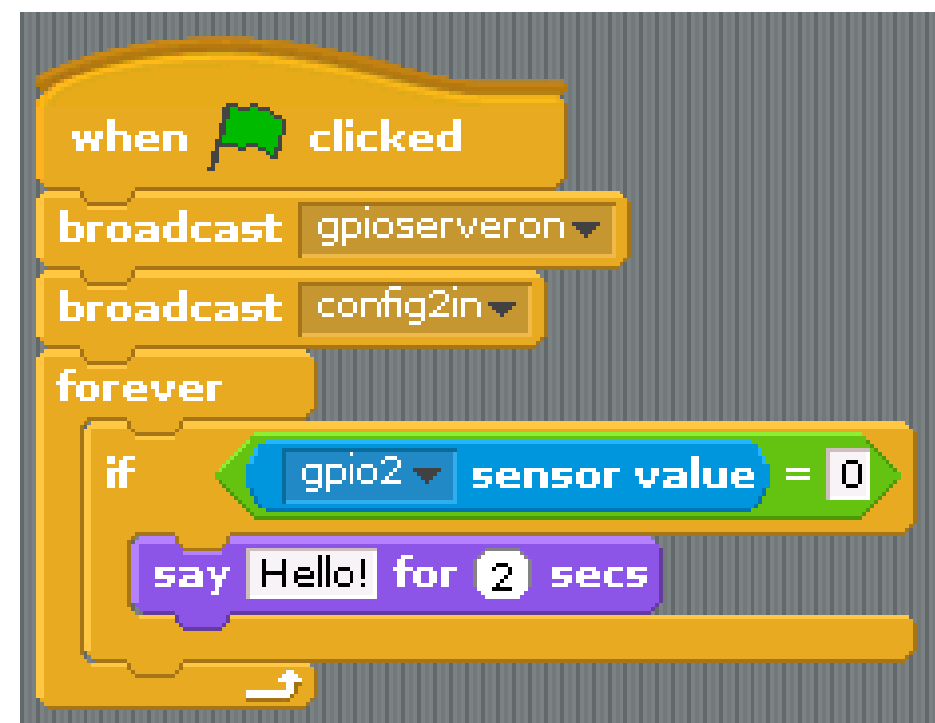 when clicked
broadcast gpioserveron
broadcast config2in
forever
if gpio2 sensor value = 0
say Hello! for 2 secs